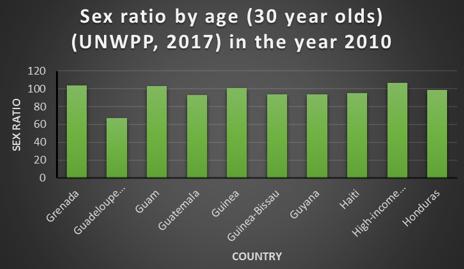 Sex ratio by age (30 year olds)
(UNWPP, 2017) in the year 2010
120
100
80
60
40
20
0
SEX RATIO
Grenada
Guadeloupe...
Guam
Guatemala
Guinea
Guinea-Bissau
Guyana
Haiti
High-income...
Honduras
COUNTRY